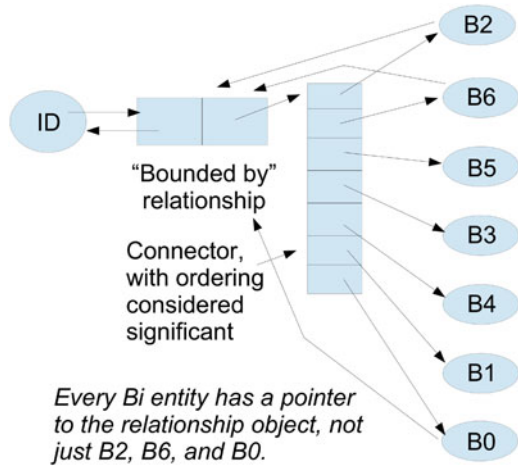 B2
B6
ID
B5
“Bounded by”
relationship
B3
Connector,
with ordering
considered
significant
B4
B1
Every Bi entity has a pointer
to the relationship object, not
just B2, B6, and B0.
B0